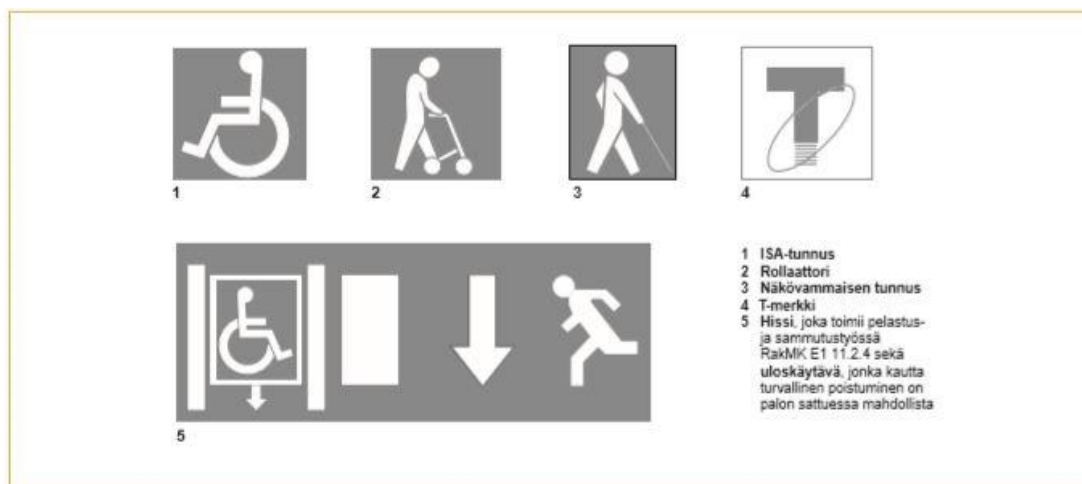 1
2
3
4
T
5
1 ISA-tunnus
2 Rollaattori
3 Näkövammaisen tunnus
4 T-merkki
5 Hissi, joka toimii pelastus-
ja sammutustyössä
RakMK E1 11.2.4 sekä
uloskäytävä, jonka kautta
turvallinen poistuminen on
palon sattuessa mahdollista